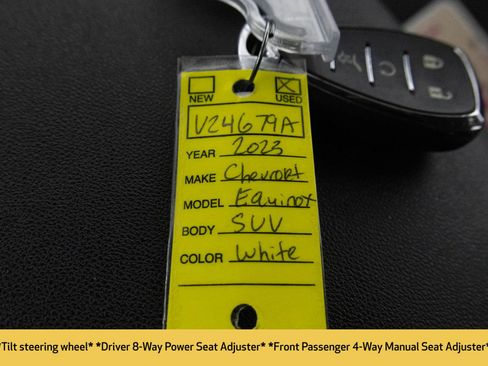 NEW USED
V24679A
YEAR 2023
MAKE Chevrolet
MODEL Equinox
BODY SUV
COLOR White
*Tilt steering wheel* *Driver 8-Way Power Seat Adjuster* *Front Passenger 4-Way Manual Seat Adjuster*